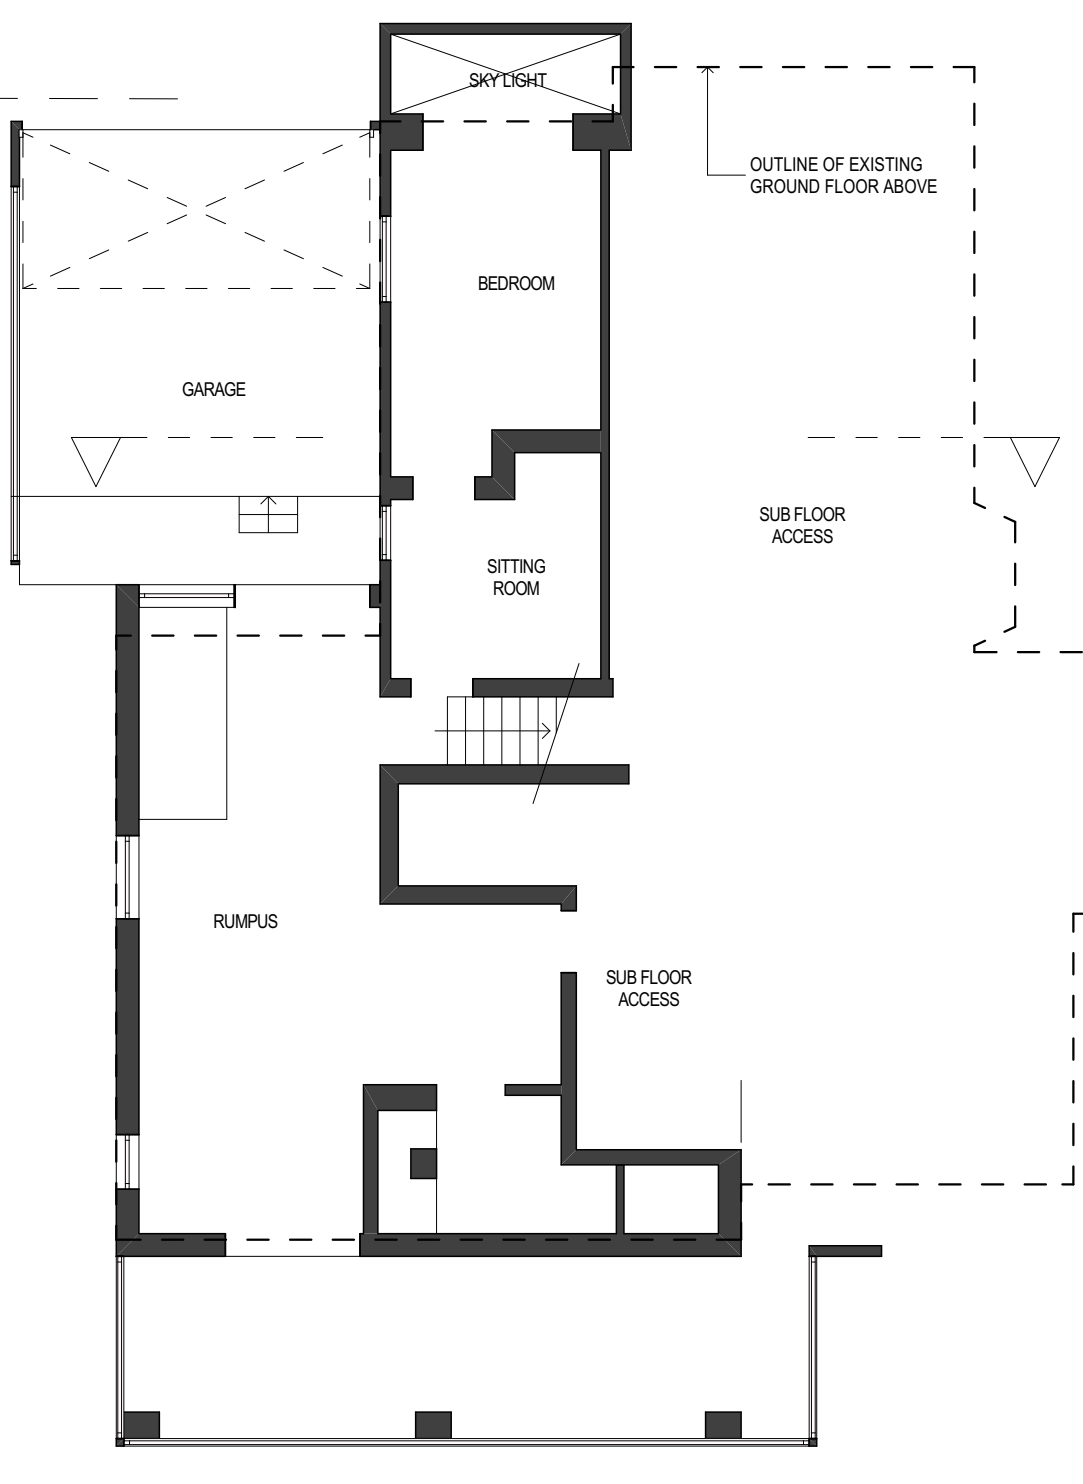 SKY LIGHT
OUTLINE OF EXISTING
GROUND FLOOR ABOVE
BEDROOM
GARAGE
SUB FLOOR
ACCESS
SITTING
ROOM
RUMPUS
SUB FLOOR
ACCESS